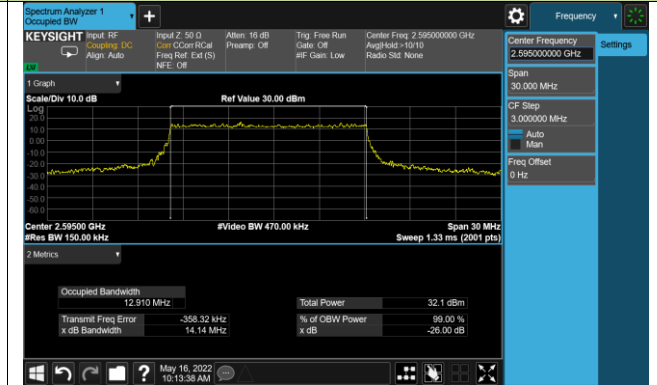 Spectrum Analyzer 1
Occupied BW
Frequency
KEYSIGHT
Input: RF
Coupling: DC
Align: Auto
Input Z: 50 Ω
Corr CCorr RCal
Freq Ref: Ext (S)
NFE: Off
Atten: 16 dB
Preamp: Off
Trig: Free Run
Gate: Off
#IF Gain: Low
Center Freq: 2.595000000 GHz
Avg|Hold:>10/10
Radio Std: None
Center Frequency
2.595000000 GHz
Settings
Span
30.000 MHz
CF Step
3.000000 MHz
Auto
Man
Freq Offset
0 Hz
1 Graph
Scale/Div 10.0 dB
Ref Value 30.00 dBm
Log
20.0
10.0
0.00
-10.0
-20.0
-30.0
-40.0
-50.0
-60.0
Center 2.59500 GHz
#Video BW 470.00 kHz
Span 30 MHz
#Res BW 150.00 kHz
Sweep 1.33 ms (2001 pts)
2 Metrics
Occupied Bandwidth
12.910 MHz
Total Power 32.1 dBm
Transmit Freq Error -358.32 kHz
% of OBW Power 99.00 %
x dB Bandwidth 14.14 MHz
x dB -26.00 dB
May 16, 2022
10:13:38 AM